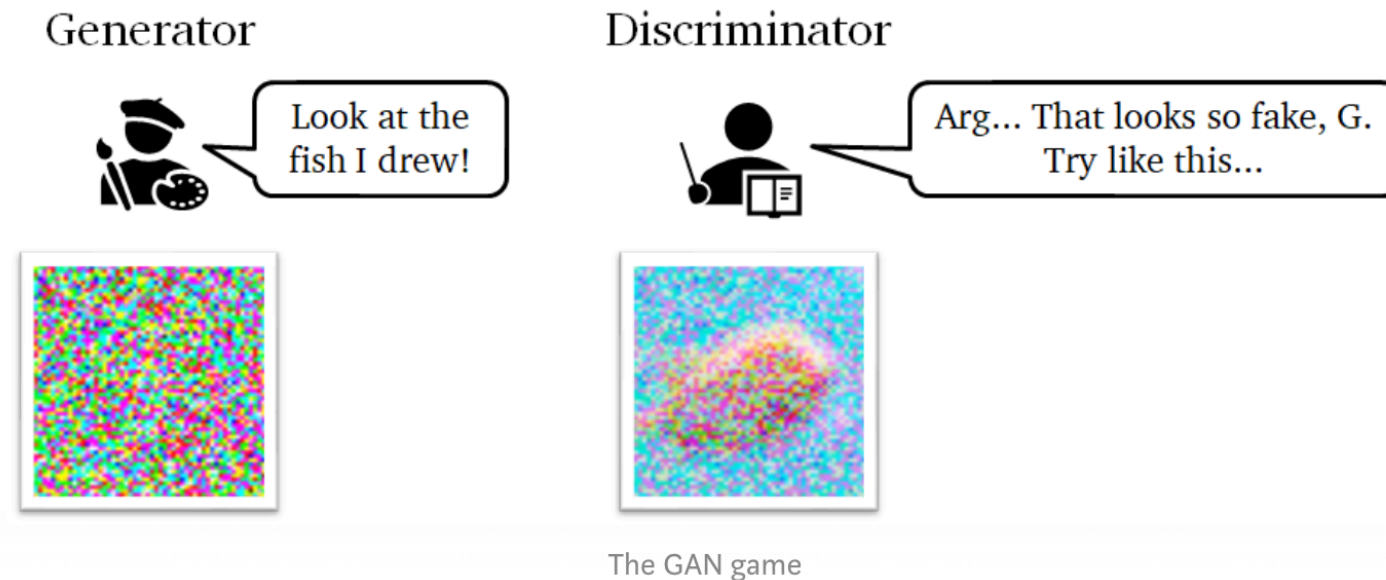 Generator
Discriminator
Look at the
fish I drew!
Arg... That looks so fake, G.
Try like this...
The GAN game